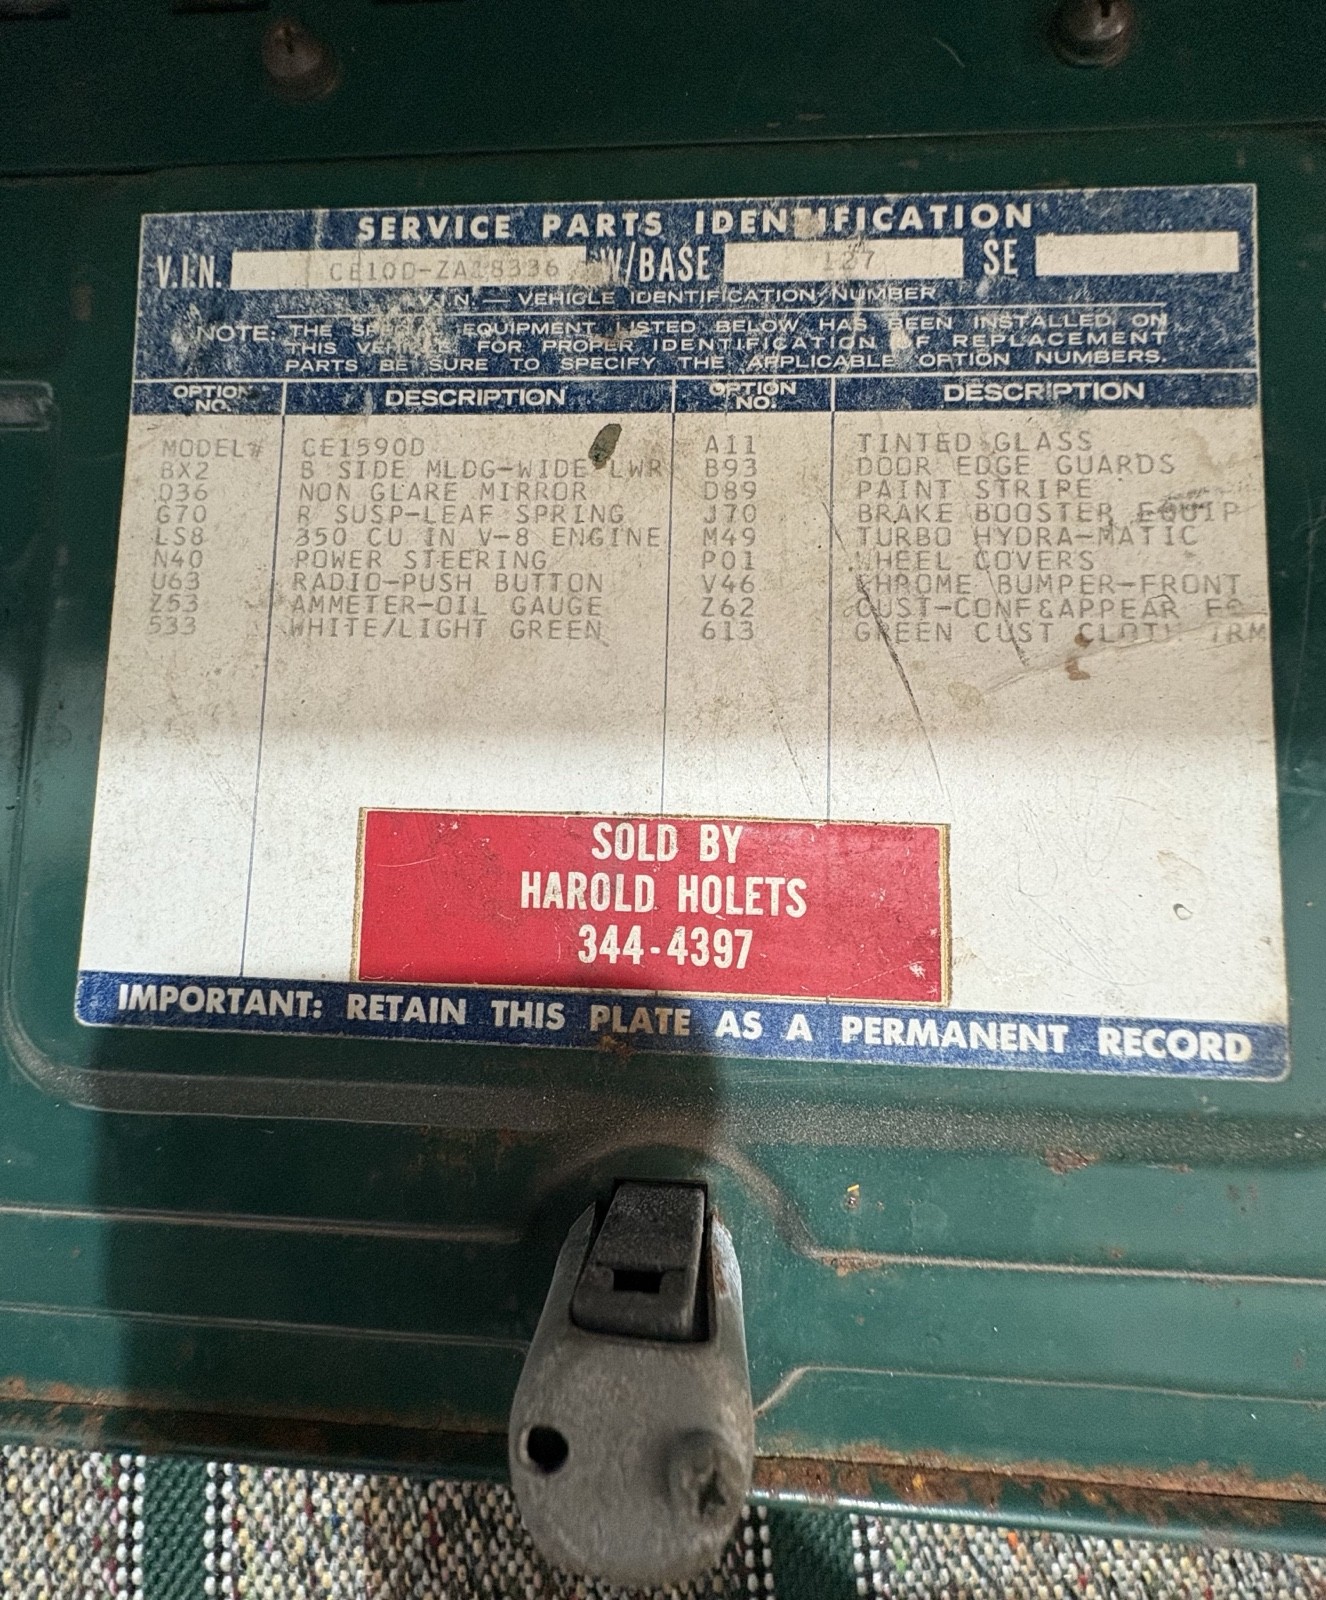 SERVICE PARTS IDENTIFICATION
V.I.N. CE10D-ZA18336 W/BASE 127 SE
V.I.N. — VEHICLE IDENTIFICATION NUMBER
NOTE: THE SPECIAL EQUIPMENT LISTED BELOW HAS BEEN INSTALLED ON
THIS VEHICLE FOR PROPER IDENTIFICATION OF REPLACEMENT
PARTS BE SURE TO SPECIFY THE APPLICABLE OPTION NUMBERS.
OPTION NO. DESCRIPTION OPTION NO. DESCRIPTION
MODEL# CE1590D A11 TINTED GLASS
BX2 B SIDE MLDG-WIDE LWR B93 DOOR EDGE GUARDS
D36 NON GLARE MIRROR D89 PAINT STRIPE
G70 R SUSP-LEAF SPRING J70 BRAKE BOOSTER EQUIP
LS8 350 CU IN V-8 ENGINE M49 TURBO HYDRA-MATIC
N40 POWER STEERING P01 WHEEL COVERS
U63 RADIO-PUSH BUTTON V46 CHROME BUMPER-FRONT
Z53 AMMETER-OIL GAUGE Z62 CUST-CONF&APPEAR
533 WHITE/LIGHT GREEN 613 GREEN CUST CLOTH TRM
SOLD BY
HAROLD HOLETS
344-4397
IMPORTANT: RETAIN THIS PLATE AS A PERMANENT RECORD